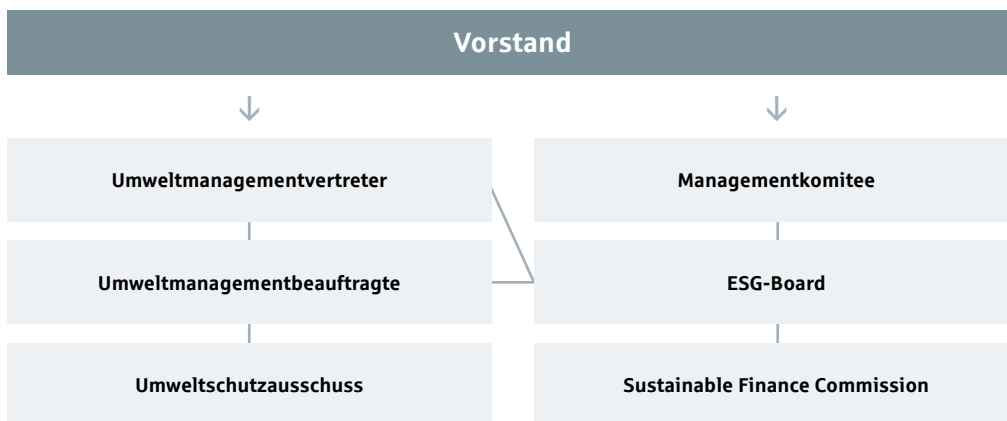 Vorstand
Umweltmanagementvertreter
Managementkomitee
Umweltmanagementbeauftragte
ESG-Board
Umweltschutzausschuss
Sustainable Finance Commission